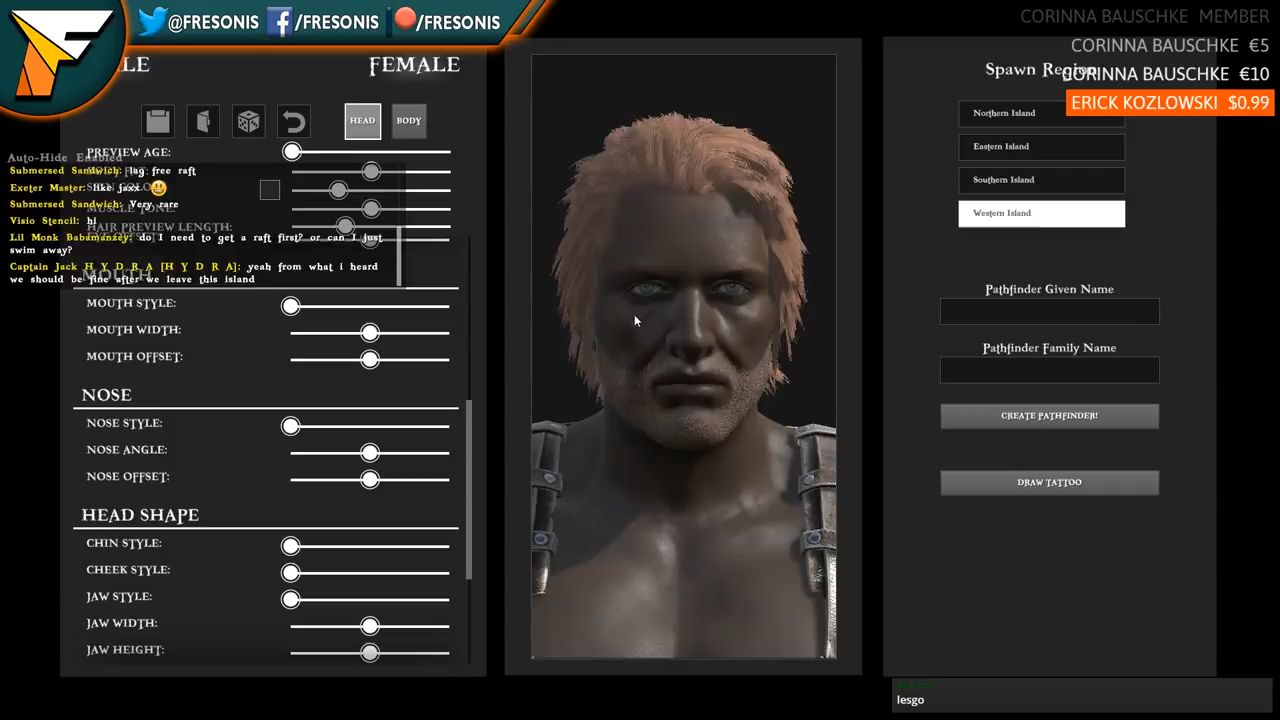 @FRESONIS /FRESONIS /FRESONIS
CORINNA BAUSCHKE MEMBER
CORINNA BAUSCHKE €5
CORINNA BAUSCHKE €10
ERICK KOZLOWSKI $0.99
LE
FEMALE
HEAD
BODY
PREVIEW AGE:
MUSCLE TONE:
HAIR PREVIEW LENGTH:
Auto-Hide Enabled
Submersed Sandwich: lag free raft
Exeter Master: like jaxx
Submersed Sandwich: Very rare
Visio Stencil: hi
Lil Monk Babamanzey: do I need to get a raft first? or can I just
swim away?
Captain Jack H Y D R A [H Y D R A]: yeah from what i heard
we should be fine after we leave this island
MOUTH
MOUTH STYLE:
MOUTH WIDTH:
MOUTH OFFSET:
NOSE
NOSE STYLE:
NOSE ANGLE:
NOSE OFFSET:
HEAD SHAPE
CHIN STYLE:
CHEEK STYLE:
JAW STYLE:
JAW WIDTH:
JAW HEIGHT:
Spawn Region
Northern Island
Eastern Island
Southern Island
Western Island
Pathfinder Given Name
Pathfinder Family Name
CREATE PATHFINDER!
DRAW TATTOO
lesgo